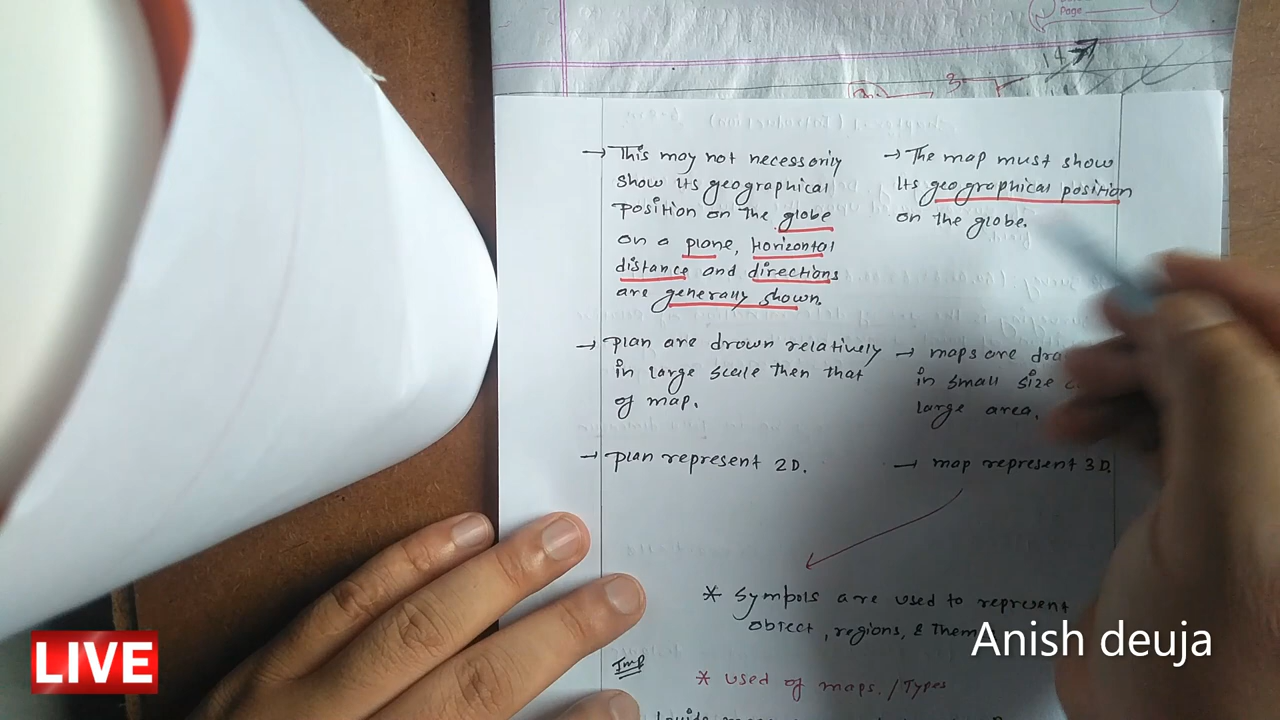 Page
3
→ This may not necessarily
show its geographical
position on the globe
on a plane, Horizontal
distance and directions
are generally shown.
→ The map must show
its geographical position
on the globe.
→ plan are drawn relatively
in large scale then that
of map.
→ maps are
in small size
large area.
→ plan represent 2D.
→ map represent 3D.
* Symbols are used to represent
object, regions, &
Imp
* used of maps. / Types
LIVE
Anish deuja